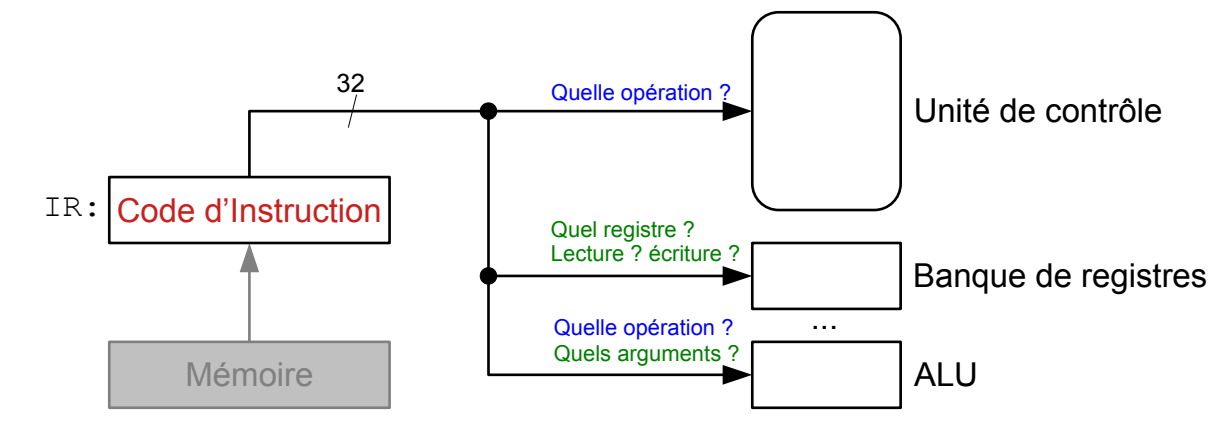 32
Quelle opération ?
Unité de contrôle
IR:
Code d'Instruction
Quel registre ?
Lecture ? écriture ?
Banque de registres
...
Quelle opération ?
Quels arguments ?
Mémoire
ALU